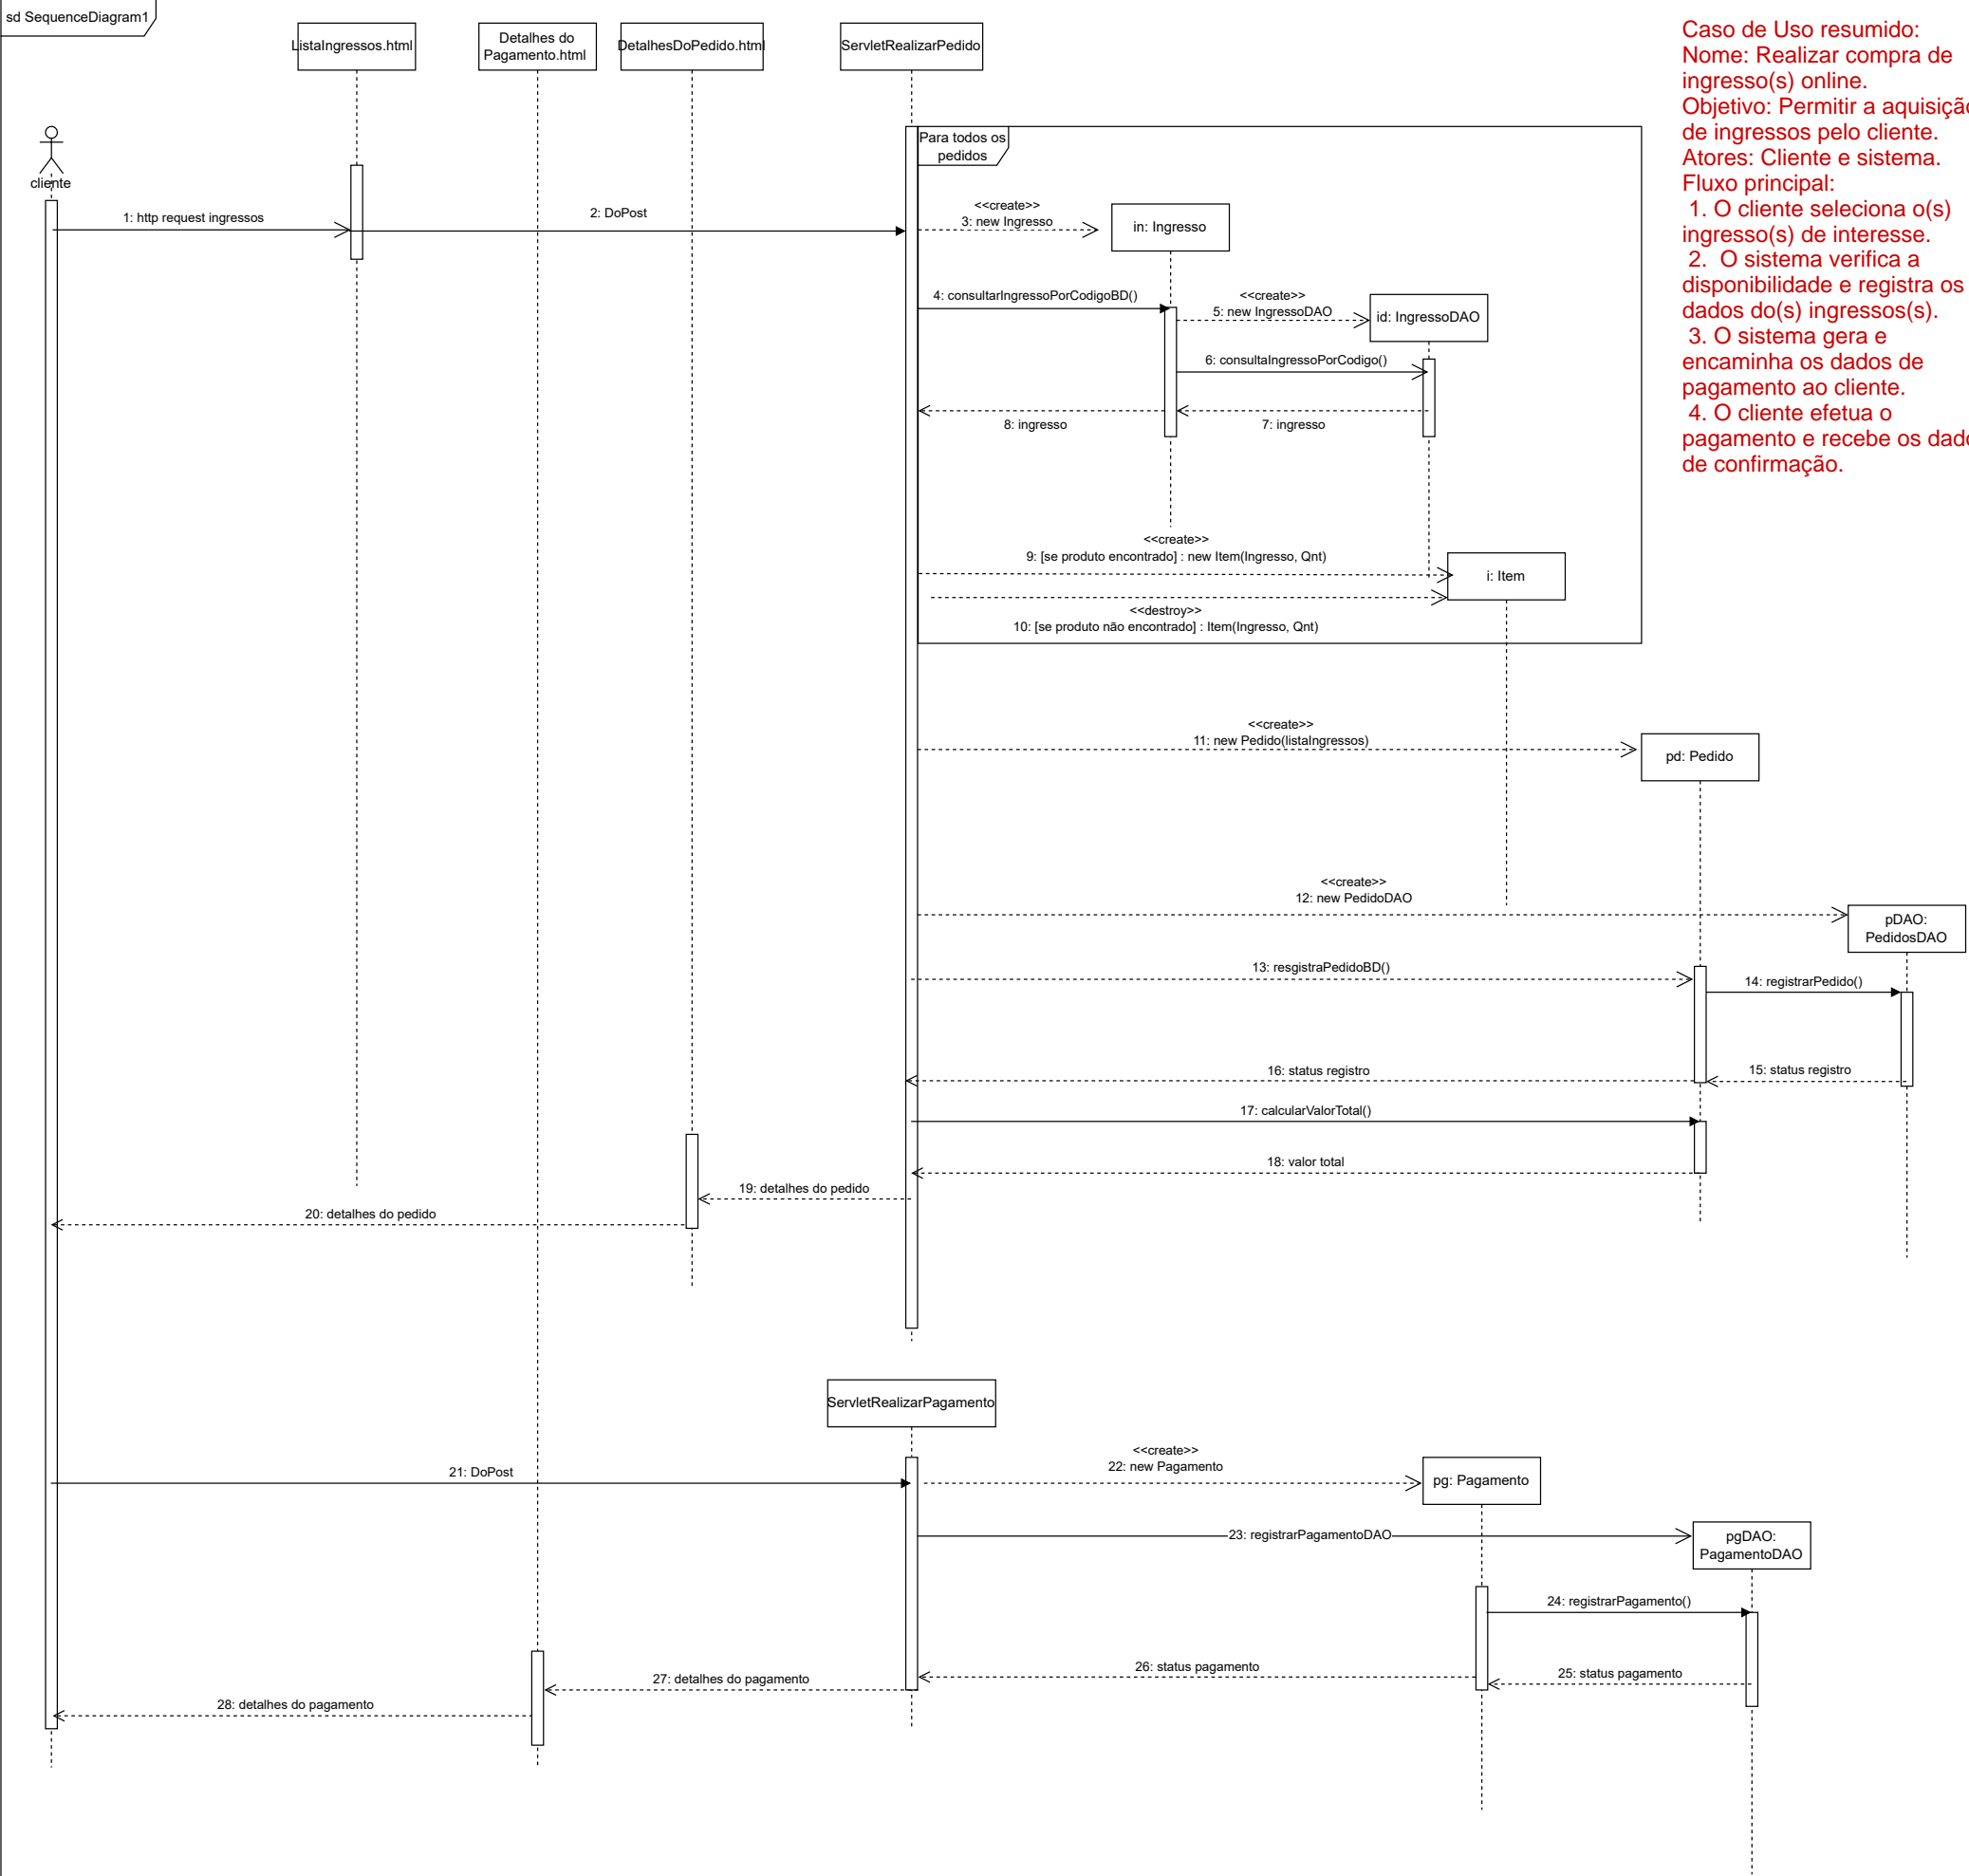 sd SequenceDiagram1
ListaIngressos.html
Detalhes do
Pagamento.html
DetalhesDoPedido.html
ServletRealizarPedido
Caso de Uso resumido:
Nome: Realizar compra de
ingresso(s) online.
Objetivo: Permitir a aquisição
de ingressos pelo cliente.
Atores: Cliente e sistema.
Fluxo principal:
1. O cliente seleciona o(s)
ingresso(s) de interesse.
2. O sistema verifica a
disponibilidade e registra os
dados do(s) ingressos(s).
3. O sistema gera e
encaminha os dados de
pagamento ao cliente.
4. O cliente efetua o
pagamento e recebe os dado
de confirmação.
cliente
Para todos os
pedidos
1: http request ingressos
2: DoPost
<<create>>
3: new Ingresso
in: Ingresso
4: consultarIngressoPorCodigoBD()
<<create>>
5: new IngressoDAO
id: IngressoDAO
6: consultaIngressoPorCodigo()
8: ingresso
7: ingresso
<<create>>
9: [se produto encontrado] : new Item(Ingresso, Qnt)
i: Item
<<destroy>>
10: [se produto não encontrado] : Item(Ingresso, Qnt)
<<create>>
11: new Pedido(listaIngressos)
pd: Pedido
<<create>>
12: new PedidoDAO
pDAO:
PedidosDAO
13: resgistraPedidoBD()
14: registrarPedido()
16: status registro
15: status registro
17: calcularValorTotal()
18: valor total
19: detalhes do pedido
20: detalhes do pedido
ServletRealizarPagamento
21: DoPost
<<create>>
22: new Pagamento
pg: Pagamento
23: registrarPagamentoDAO
pgDAO:
PagamentoDAO
24: registrarPagamento()
26: status pagamento
25: status pagamento
27: detalhes do pagamento
28: detalhes do pagamento